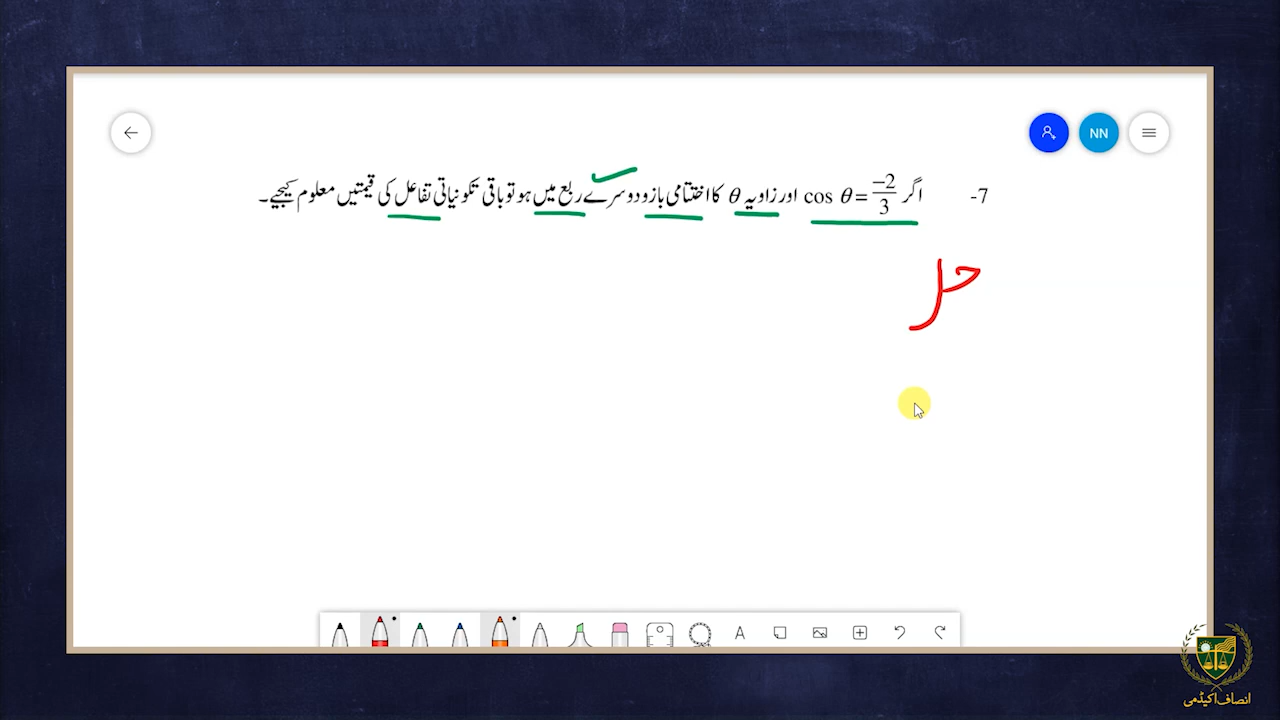 NN
-7 اگر cos θ = −2/3 اور زاویہ θ کا اختتامی بازو دوسرے ربع میں ہو تو باقی تکونیاتی تفاعل کی قیمتیں معلوم کیجیے۔
حل
A
انصاف اکیڈمی